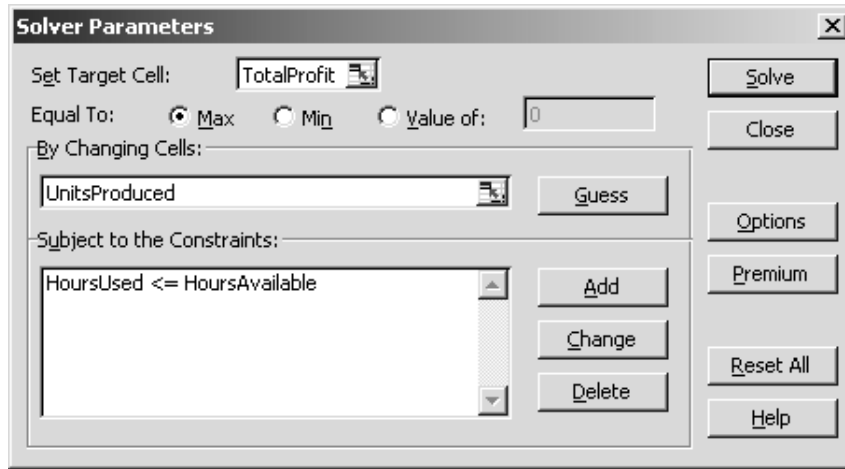 Solver Parameters
Set Target Cell: TotalProfit Solve
Equal To: Max Min Value of: 0 Close
By Changing Cells:
UnitsProduced Guess
Options
Subject to the Constraints:
HoursUsed <= HoursAvailable Add
Premium
Change
Delete
Reset All
Help